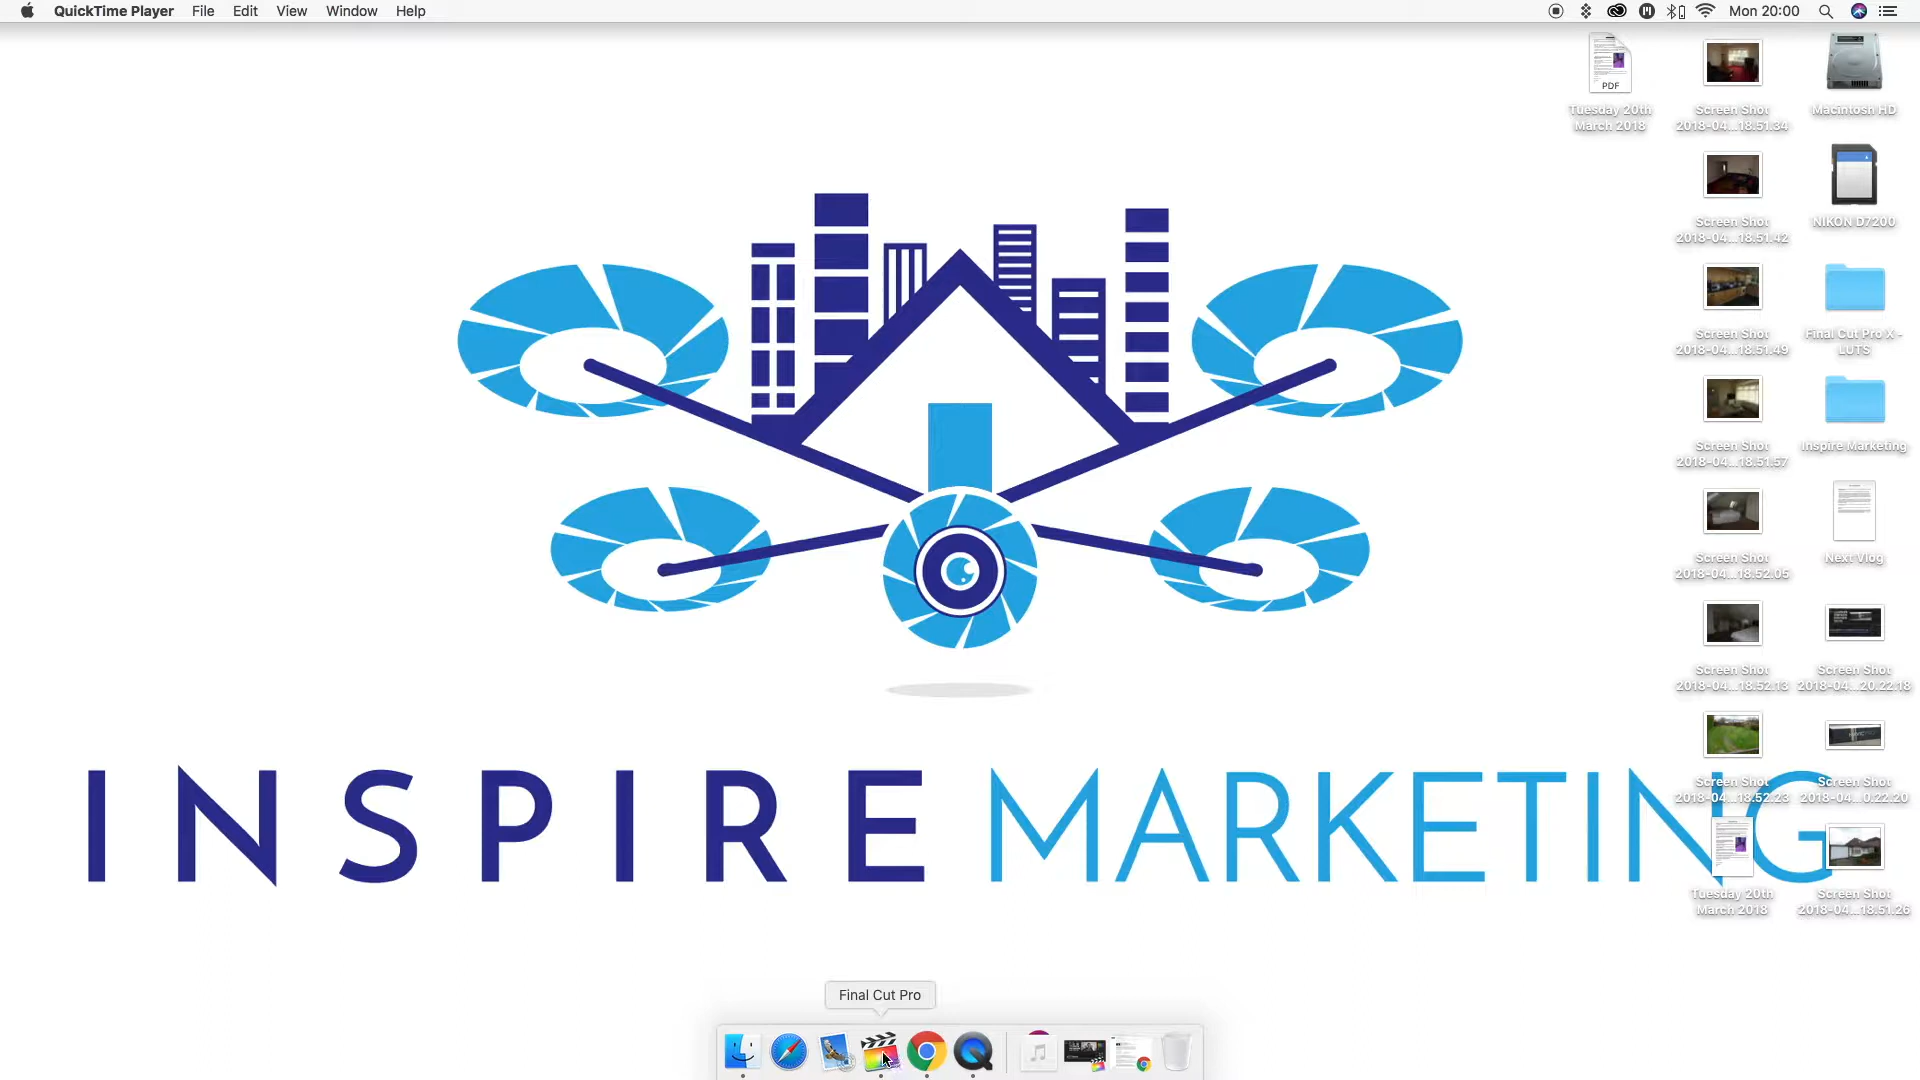 QuickTime Player File Edit View Window Help Mon 20:00
PDF
Tuesday 20th
March 2018
Screen Shot
2018-04...18.51.34
Macintosh HD
Screen Shot
2018-04...18.51.42
NIKON D7200
Screen Shot
2018-04...18.51.49
Final Cut Pro X -
LUTS
Screen Shot
2018-04...18.51.57
Inspire Marketing
Screen Shot
2018-04...18.52.05
Next Vlog
Screen Shot
2018-04...18.52.13
Screen Shot
2018-04...20.22.18
Screen Shot
2018-04...18.52.23
Screen Shot
2018-04...0.22.20
Tuesday 20th
March 2018
Screen Shot
2018-04...18.51.26
INSPIRE MARKETING
Final Cut Pro